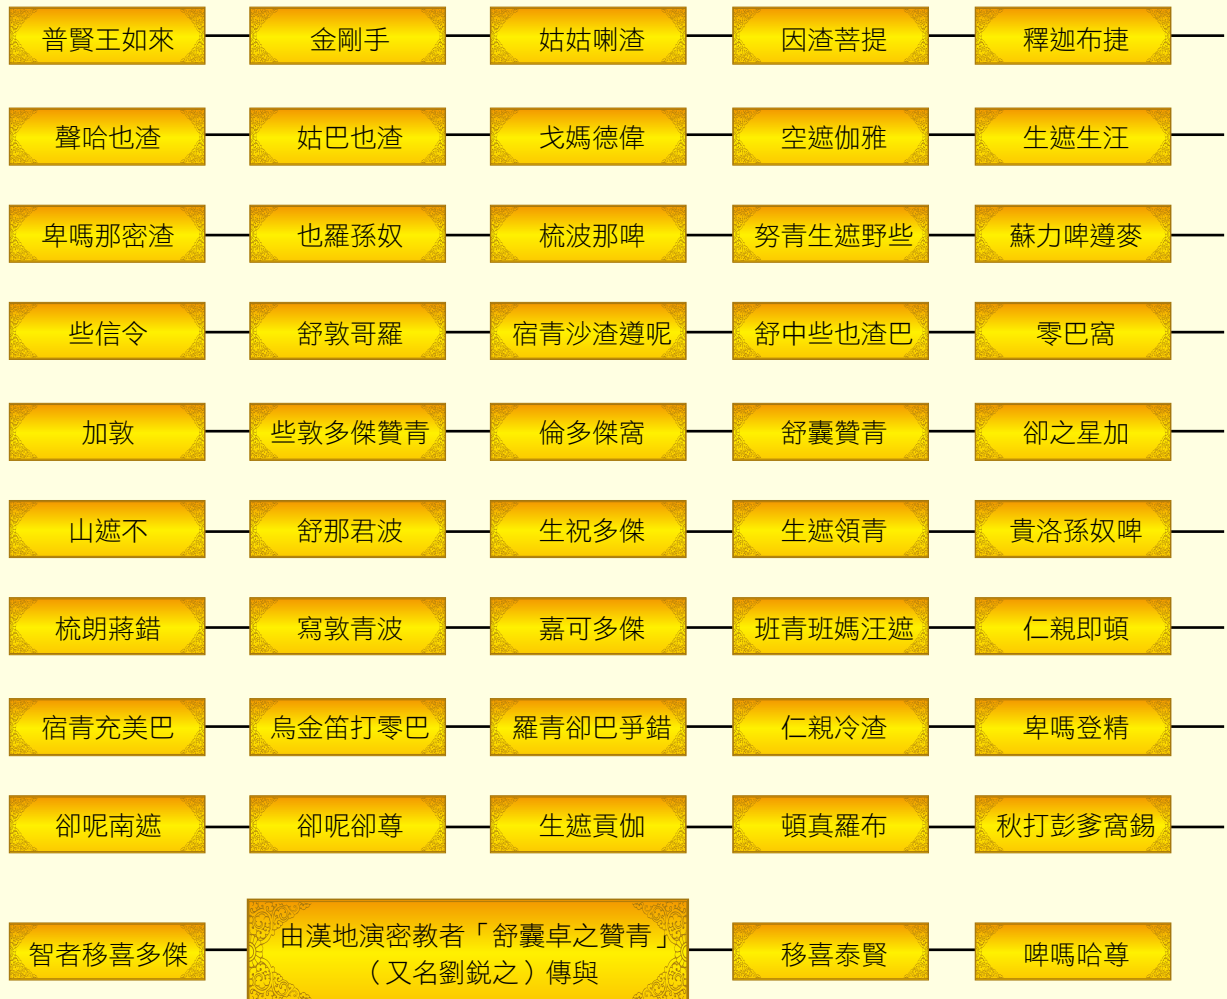 普賢王如來
金剛手
姑姑喇渣
因渣菩提
釋迦布捷
聲哈也渣
姑巴也渣
戈媽德偉
空遮伽雅
生遮生汪
卑嗎那密渣
也羅孫奴
梳波那啤
努青生遮野些
蘇力啤遵麥
些信令
舒敦哥羅
宿青沙渣遵呢
舒中些也渣巴
零巴窩
加敦
些敦多傑贊青
倫多傑窩
舒囊贊青
卻之星加
山遮不
舒那君波
生祝多傑
生遮領青
貴洛孫奴啤
梳朗蔣錯
寫敦青波
嘉可多傑
班青班媽汪遮
仁親即頓
宿青充美巴
烏金笛打零巴
羅青卻巴爭錯
仁親冷渣
卑嗎登精
卻呢南遮
卻呢卻尊
生遮貢伽
頓真羅布
秋打彭爹窩錫
智者移喜多傑
由漢地演密教者「舒囊卓之贊青」
（又名劉銳之）傳與
移喜泰賢
啤嗎哈尊